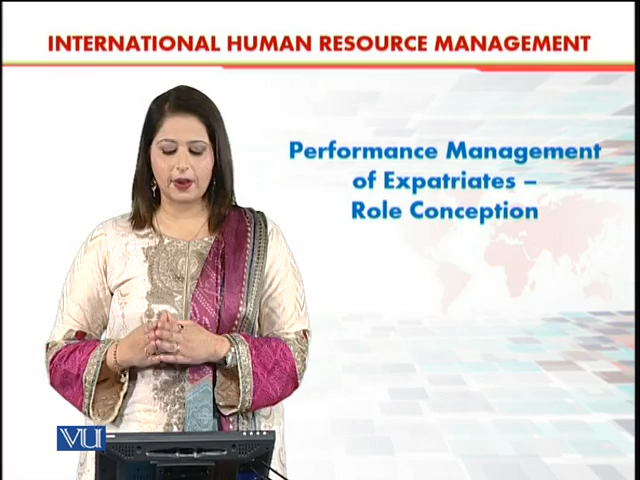 INTERNATIONAL HUMAN RESOURCE MANAGEMENT
Performance Management
of Expatriates –
Role Conception
VU